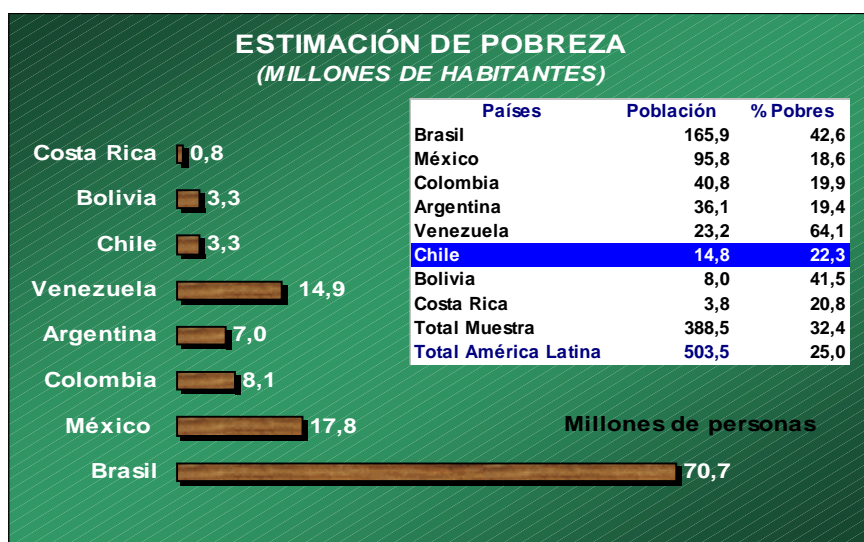 ESTIMACIÓN DE POBREZA
(MILLONES DE HABITANTES)
Países Población % Pobres
Brasil 165,9 42,6
México 95,8 18,6
Colombia 40,8 19,9
Argentina 36,1 19,4
Venezuela 23,2 64,1
Chile 14,8 22,3
Bolivia 8,0 41,5
Costa Rica 3,8 20,8
Total Muestra 388,5 32,4
Total América Latina 503,5 25,0
Costa Rica 0,8
Bolivia 3,3
Chile 3,3
Venezuela 14,9
Argentina 7,0
Colombia 8,1
México 17,8
Brasil 70,7
Millones de personas